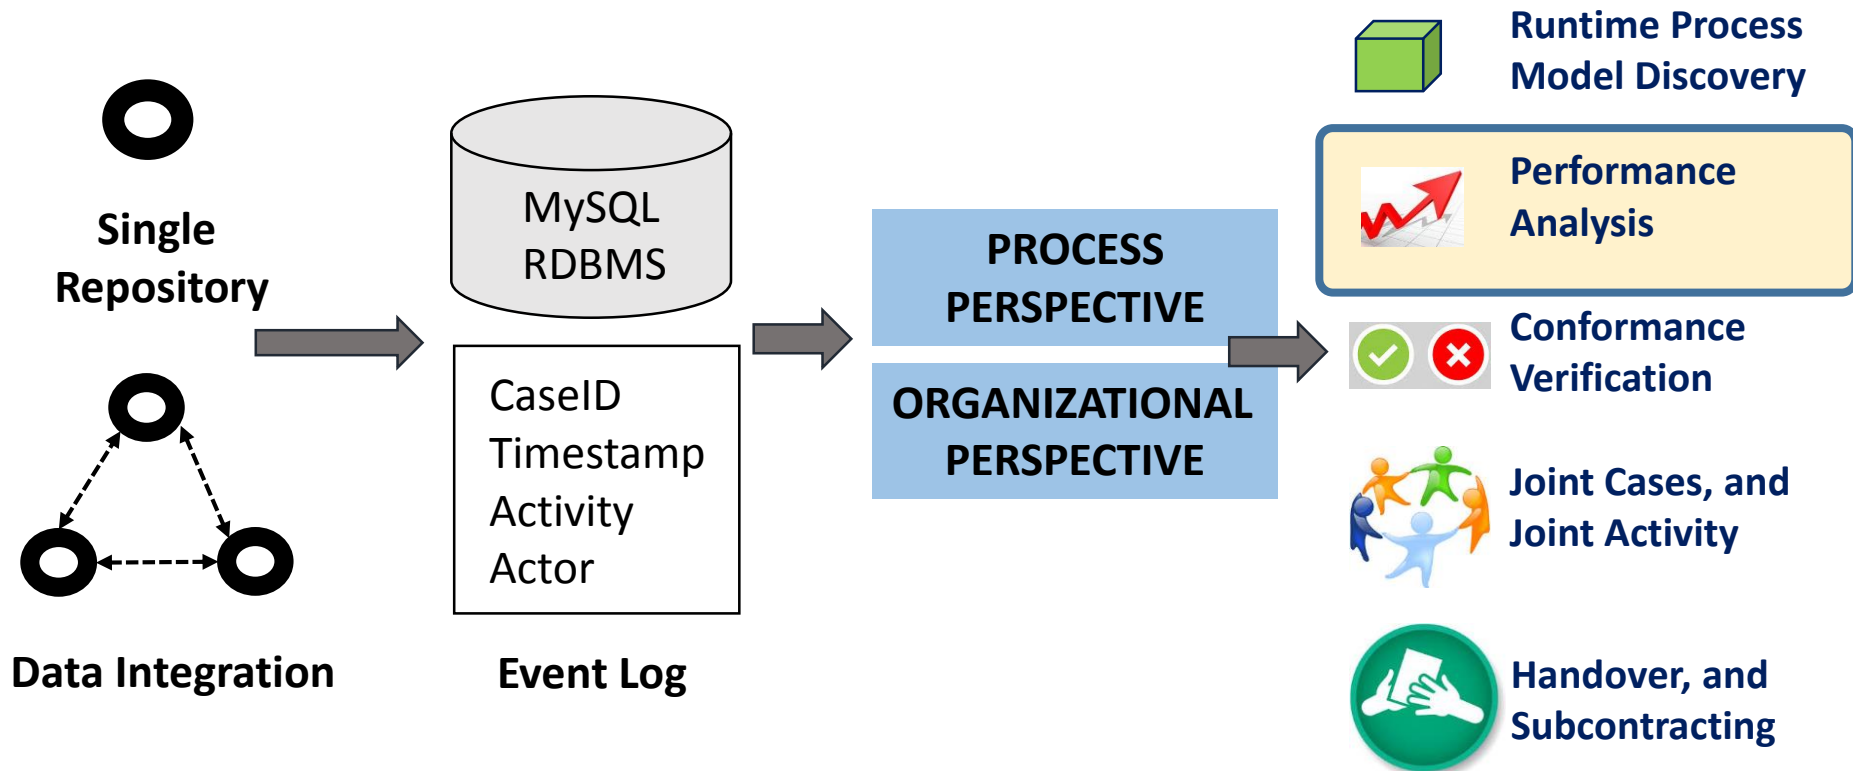 Single
Repository
Data Integration
MySQL
RDBMS
CaseID
Timestamp
Activity
Actor
Event Log
PROCESS
PERSPECTIVE
ORGANIZATIONAL
PERSPECTIVE
Runtime Process
Model Discovery
Performance
Analysis
Conformance
Verification
Joint Cases, and
Joint Activity
Handover, and
Subcontracting